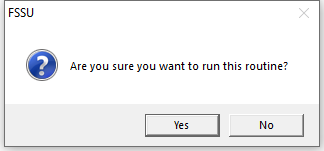 FSSU
Are you sure you want to run this routine?
Yes
No